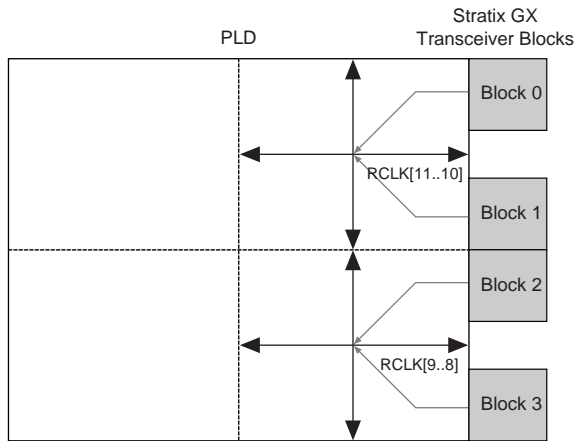 Stratix GX
PLD
Transceiver Blocks
Block 0
RCLK[11..10]
Block 1
Block 2
RCLK[9..8]
Block 3